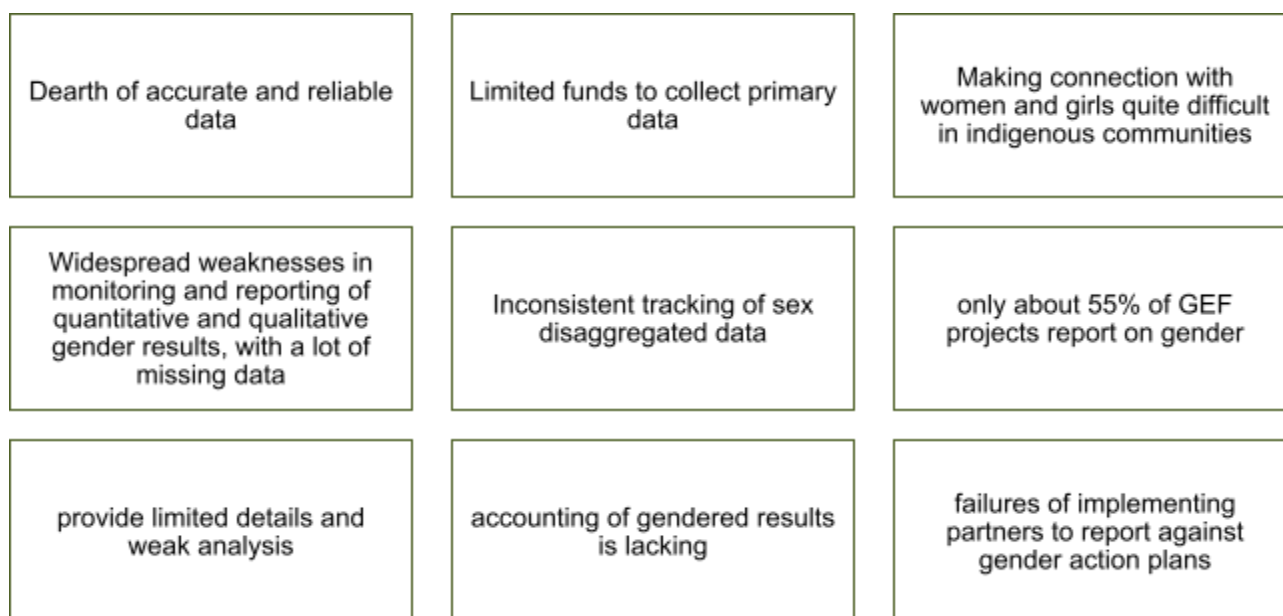 Dearth of accurate and reliable
data
Limited funds to collect primary
data
Making connection with
women and girls quite difficult
in indigenous communities
Widespread weaknesses in
monitoring and reporting of
quantitative and qualitative
gender results, with a lot of
missing data
Inconsistent tracking of sex
disaggregated data
only about 55% of GEF
projects report on gender
provide limited details and
weak analysis
accounting of gendered results
is lacking
failures of implementing
partners to report against
gender action plans